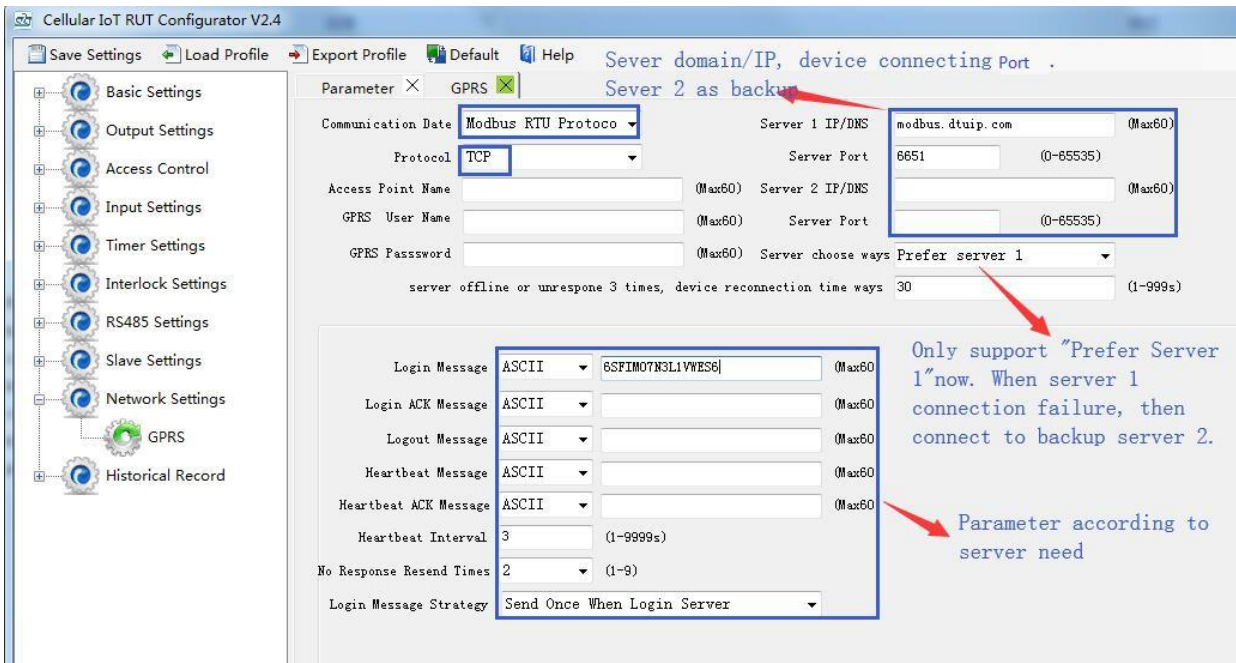 Cellular IoT RUT Configurator V2.4
Save Settings Load Profile Export Profile Default Help
Sever domain/IP, device connecting Port .
Sever 2 as backup
Basic Settings
Output Settings
Access Control
Input Settings
Timer Settings
Interlock Settings
RS485 Settings
Slave Settings
Network Settings
GPRS
Historical Record
Parameter GPRS
Communication Date Modbus RTU Protoco Server 1 IP/DNS modbus.dtuip.com (Max60)
Protocol TCP Server Port 6651 (0-65535)
Access Point Name (Max60) Server 2 IP/DNS (Max60)
GPRS User Name (Max60) Server Port (0-65535)
GPRS Passsword (Max60) Server choose ways Prefer server 1
server offline or unrespone 3 times, device reconnection time ways 30 (1-999s)
Login Message ASCII 6SFIMO7N3L1VWES6 (Max60
Login ACK Message ASCII (Max60
Logout Message ASCII (Max60
Heartbeat Message ASCII (Max60
Heartbeat ACK Message ASCII (Max60
Heartbeat Interval 3 (1-9999s)
No Response Resend Times 2 (1-9)
Login Message Strategy Send Once When Login Server
Only support "Prefer Server
1"now. When server 1
connection failure, then
connect to backup server 2.
Parameter according to
server need